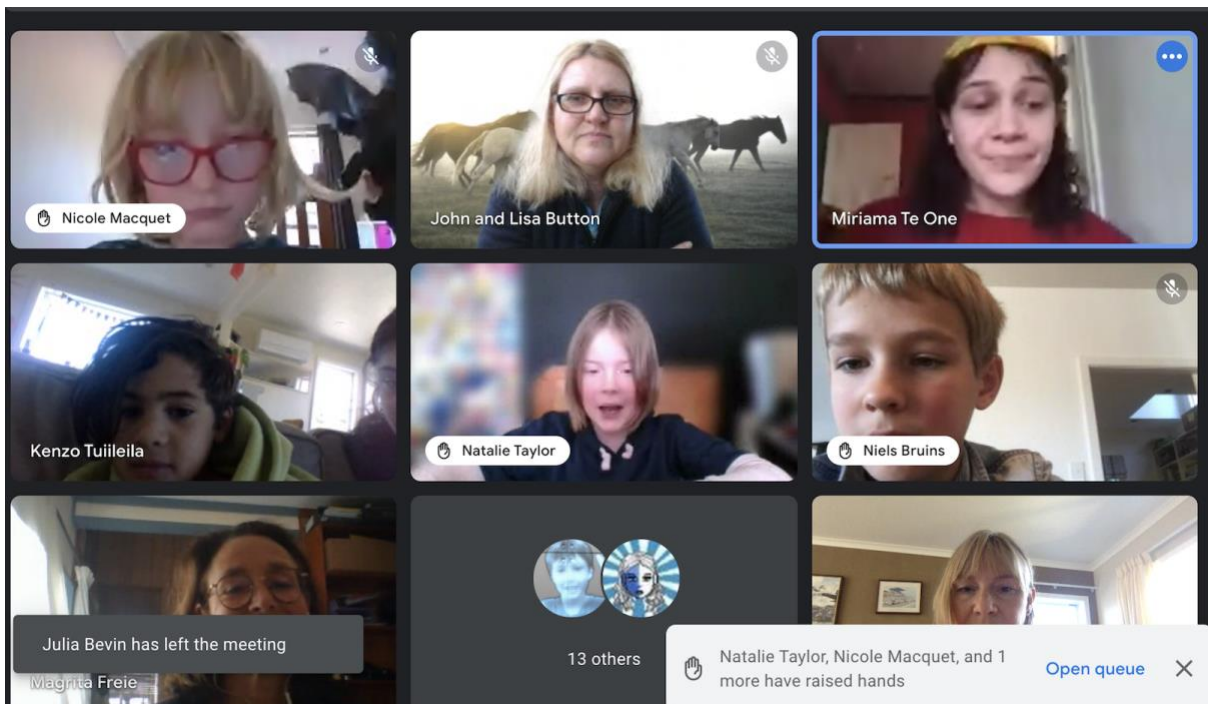 Nicole Macquet
John and Lisa Button
Miriama Te One
Kenzo Tuiileila
Natalie Taylor
Niels Bruins
Julia Bevin has left the meeting
Magrita Freie
13 others
Natalie Taylor, Nicole Macquet, and 1
more have raised hands
Open queue